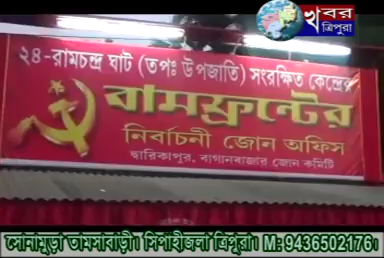 খবর
ত্রিপুরা
২৪-রামচন্দ্র ঘাট (তপঃ উপজাতি) সংরক্ষিত কেন্দ্রের
বামফ্রন্টের
নির্বাচনী জোন অফিস
দ্বারিকাপুর, বাগানবাজার জোন কমিটি
সোনামুড়া তামসাবাড়ী। সিপাহীজলা ত্রিপুরা। M: 9436502176।